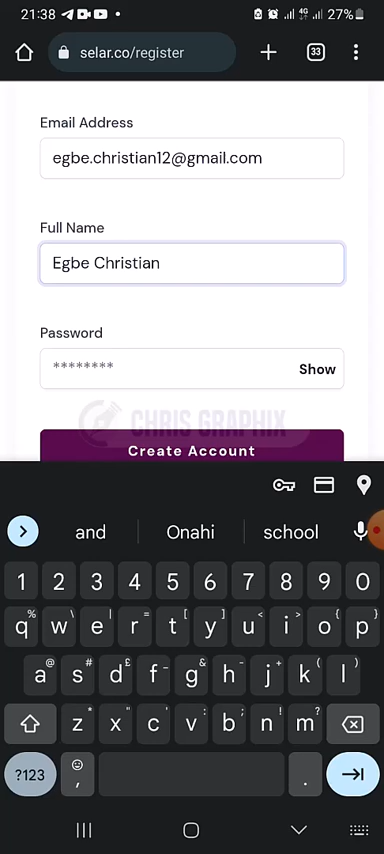 21:38
4G
27%
selar.co/register
33
Email Address
egbe.christian12@gmail.com
Full Name
Egbe Christian
Password
********
Show
CHRIS GRAPHIX
Create Account
and Onahi school
1 2 3 4 5 6 7 8 9 0
% \ | = [ ] < > { }
q w e r t y u i o p
@ # £ _ & - + ( )
a s d f g h j k l
* " ' : ; ! ?
z x c v b n m
?123 , .